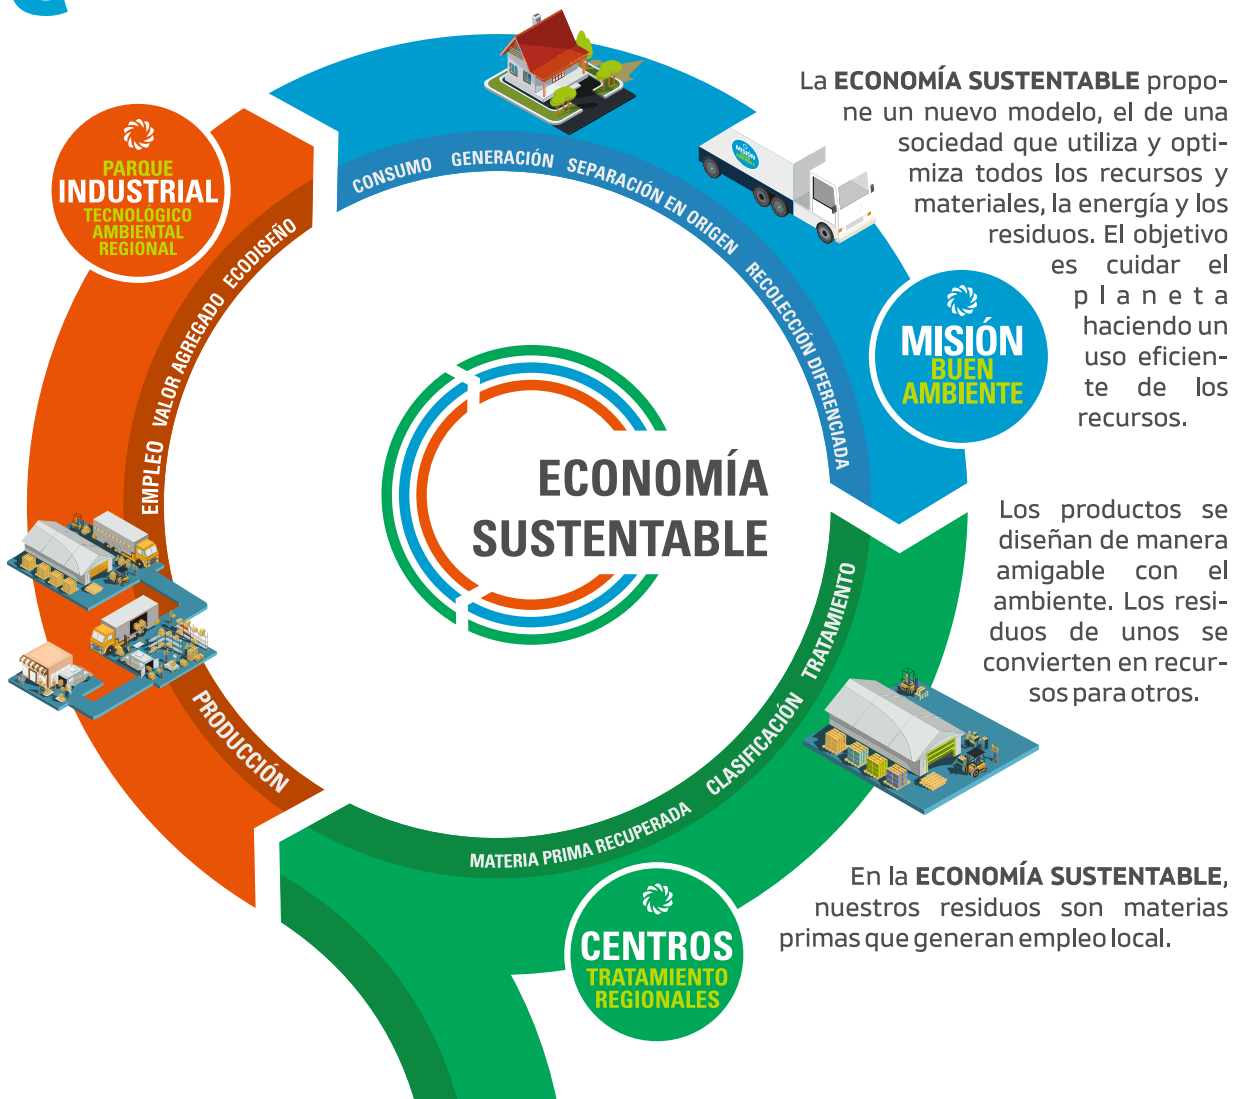 La ECONOMÍA SUSTENTABLE propo-
ne un nuevo modelo, el de una
sociedad que utiliza y opti-
miza todos los recursos y
materiales, la energía y los
residuos. El objetivo
es cuidar el
planeta
haciendo un
uso eficien-
te de los
recursos.
PARQUE
INDUSTRIAL
TECNOLÓGICO
AMBIENTAL
REGIONAL
CONSUMO GENERACIÓN SEPARACIÓN EN ORIGEN RECOLECCIÓN DIFERENCIADA
MISIÓN
MISIÓN
BUEN
AMBIENTE
EMPLEO VALOR AGREGADO ECODISEÑO
ECONOMÍA
SUSTENTABLE
Los productos se
diseñan de manera
amigable con el
ambiente. Los resi-
duos de unos se
convierten en recur-
sos para otros.
PRODUCCIÓN
MATERIA PRIMA RECUPERADA CLASIFICACIÓN TRATAMIENTO
CENTROS
TRATAMIENTO
REGIONALES
En la ECONOMÍA SUSTENTABLE,
nuestros residuos son materias
primas que generan empleo local.